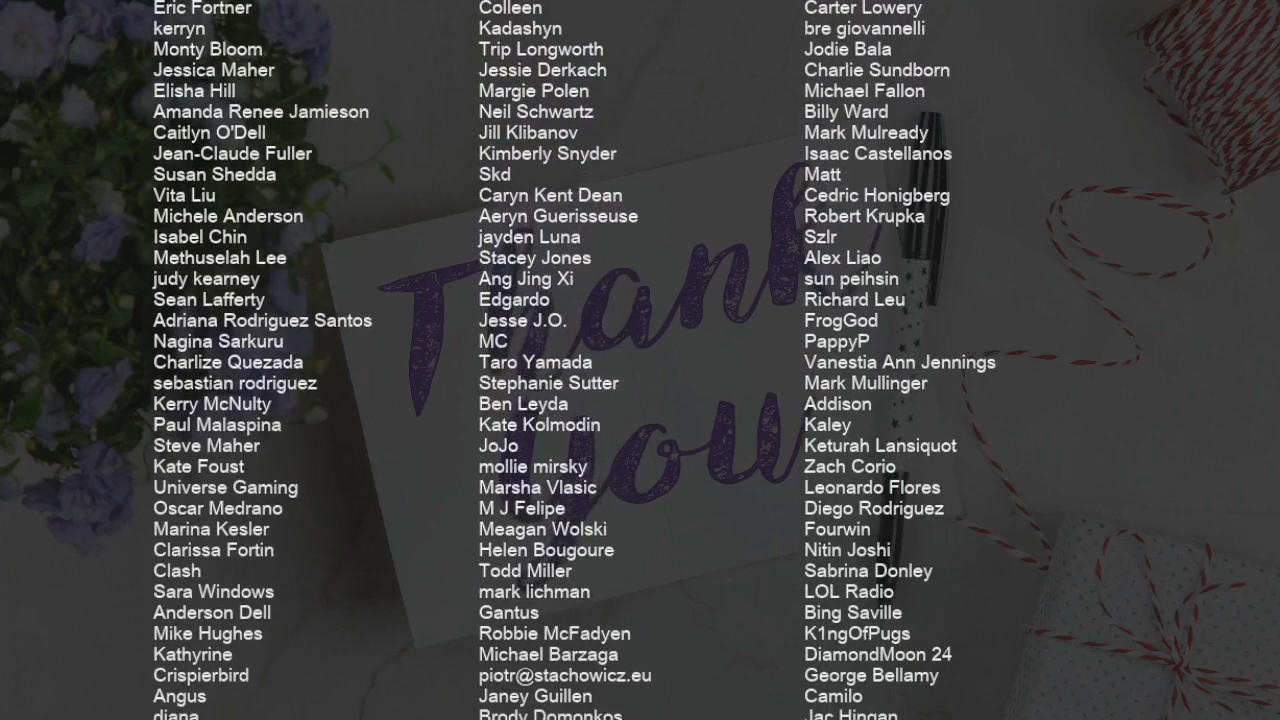 Eric Fortner
kerryn
Monty Bloom
Jessica Maher
Elisha Hill
Amanda Renee Jamieson
Caitlyn O'Dell
Jean-Claude Fuller
Susan Shedda
Vita Liu
Michele Anderson
Isabel Chin
Methuselah Lee
judy kearney
Sean Lafferty
Adriana Rodriguez Santos
Nagina Sarkuru
Charlize Quezada
sebastian rodriguez
Kerry McNulty
Paul Malaspina
Steve Maher
Kate Foust
Universe Gaming
Oscar Medrano
Marina Kesler
Clarissa Fortin
Clash
Sara Windows
Anderson Dell
Mike Hughes
Kathyrine
Crispierbird
Angus
diana
Colleen
Kadashyn
Trip Longworth
Jessie Derkach
Margie Polen
Neil Schwartz
Jill Klibanov
Kimberly Snyder
Skd
Caryn Kent Dean
Aeryn Guerisseuse
jayden Luna
Stacey Jones
Ang Jing Xi
Edgardo
Jesse J.O.
MC
Taro Yamada
Stephanie Sutter
Ben Leyda
Kate Kolmodin
JoJo
mollie mirsky
Marsha Vlasic
M J Felipe
Meagan Wolski
Helen Bougoure
Todd Miller
mark lichman
Gantus
Robbie McFadyen
Michael Barzaga
piotr@stachowicz.eu
Janey Guillen
Brody Domonkos
Carter Lowery
bre giovannelli
Jodie Bala
Charlie Sundborn
Michael Fallon
Billy Ward
Mark Mulready
Isaac Castellanos
Matt
Cedric Honigberg
Robert Krupka
Szlr
Alex Liao
sun peihsin
Richard Leu
FrogGod
PappyP
Vanestia Ann Jennings
Mark Mullinger
Addison
Kaley
Keturah Lansiquot
Zach Corio
Leonardo Flores
Diego Rodriguez
Fourwin
Nitin Joshi
Sabrina Donley
LOL Radio
Bing Saville
K1ngOfPugs
DiamondMoon 24
George Bellamy
Camilo
Jac Hingan
Thank
you